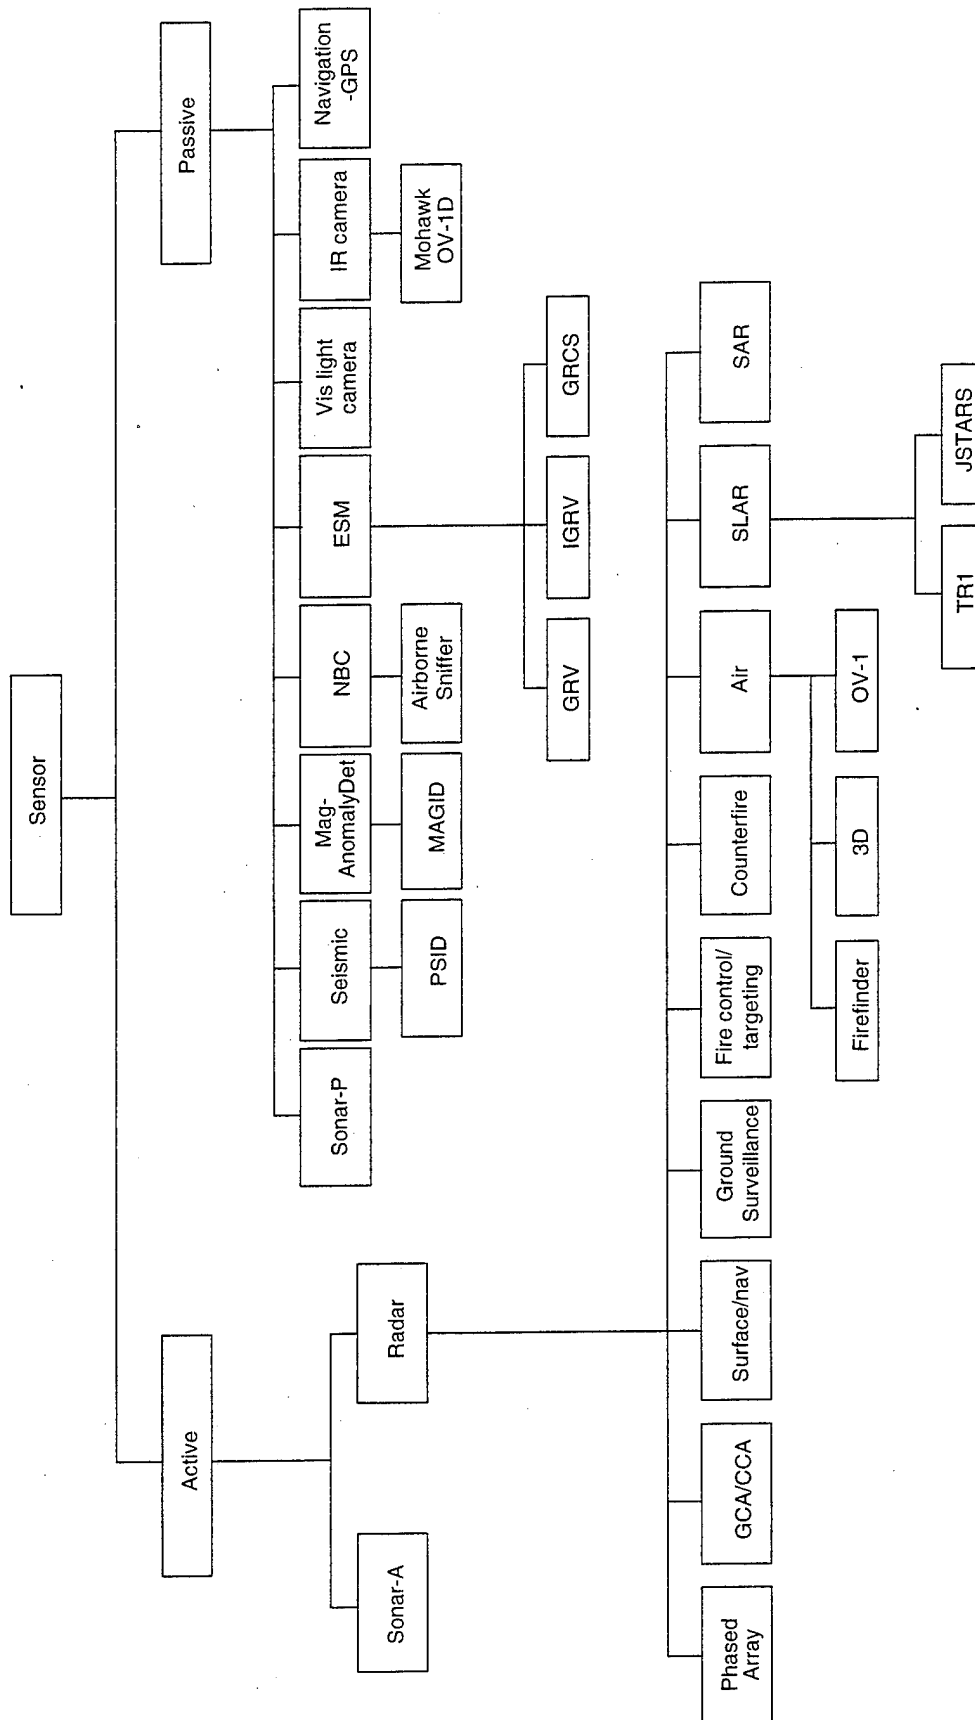 Sensor
Active
Passive
Sonar-A
Radar
Sonar-P
Seismic
Mag-
AnomalyDet
NBC
ESM
Vis light
camera
IR camera
Navigation
-GPS
PSID
MAGID
Airborne
Sniffer
Mohawk
OV-1D
GRV
IGRV
GRCS
Phased
Array
GCA/CCA
Surface/nav
Ground
Surveillance
Fire control/
targeting
Counterfire
Air
SLAR
SAR
Firefinder
3D
OV-1
TR1
JSTARS